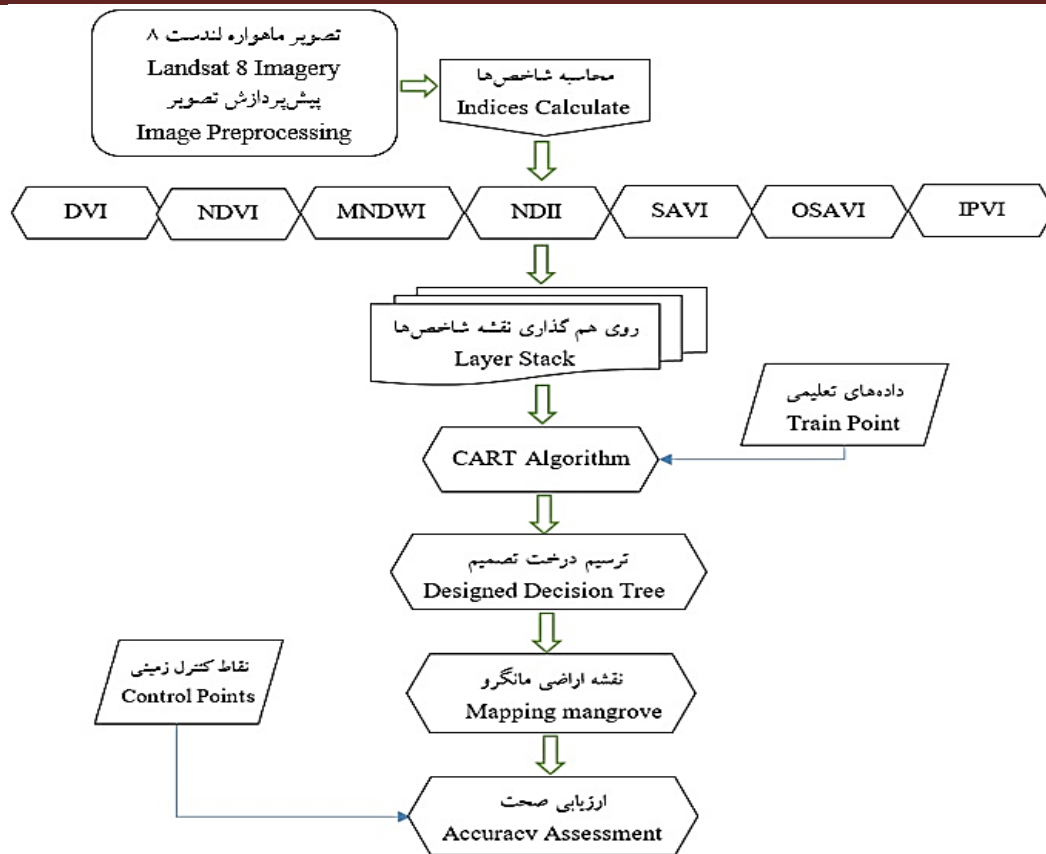 تصویر ماهواره لندست ۸
Landsat 8 Imagery
پیش‌پردازش تصویر
Image Preprocessing
محاسبه شاخص‌ها
Indices Calculate
DVI
NDVI
MNDWI
NDII
SAVI
OSAVI
IPVI
روی هم گذاری نقشه شاخص‌ها
Layer Stack
داده‌های تعلیمی
Train Point
CART Algorithm
ترسیم درخت تصمیم
Designed Decision Tree
نقاط کنترل زمینی
Control Points
نقشه اراضی مانگرو
Mapping mangrove
ارزیابی صحت
Accuracy Assessment